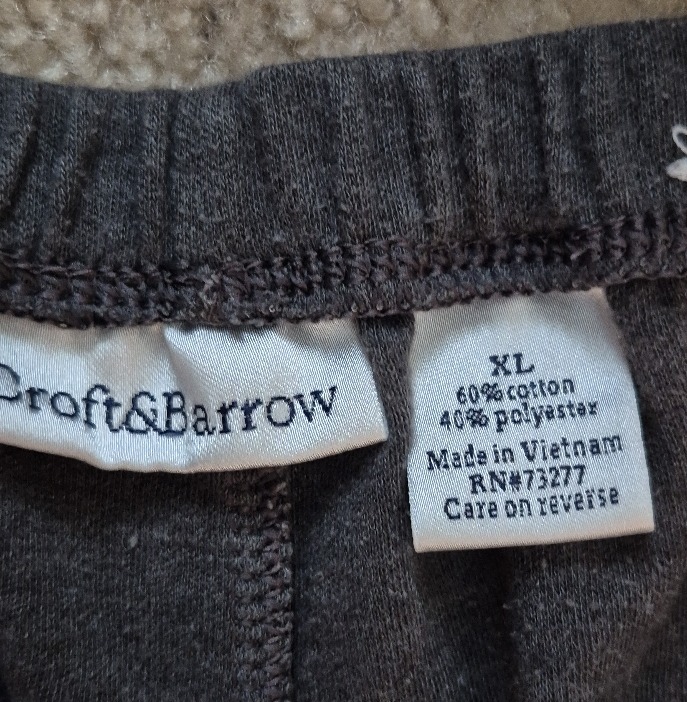 Croft&Barrow
XL
60% cotton
40% polyester
Made in Vietnam
RN#73277
Care on reverse